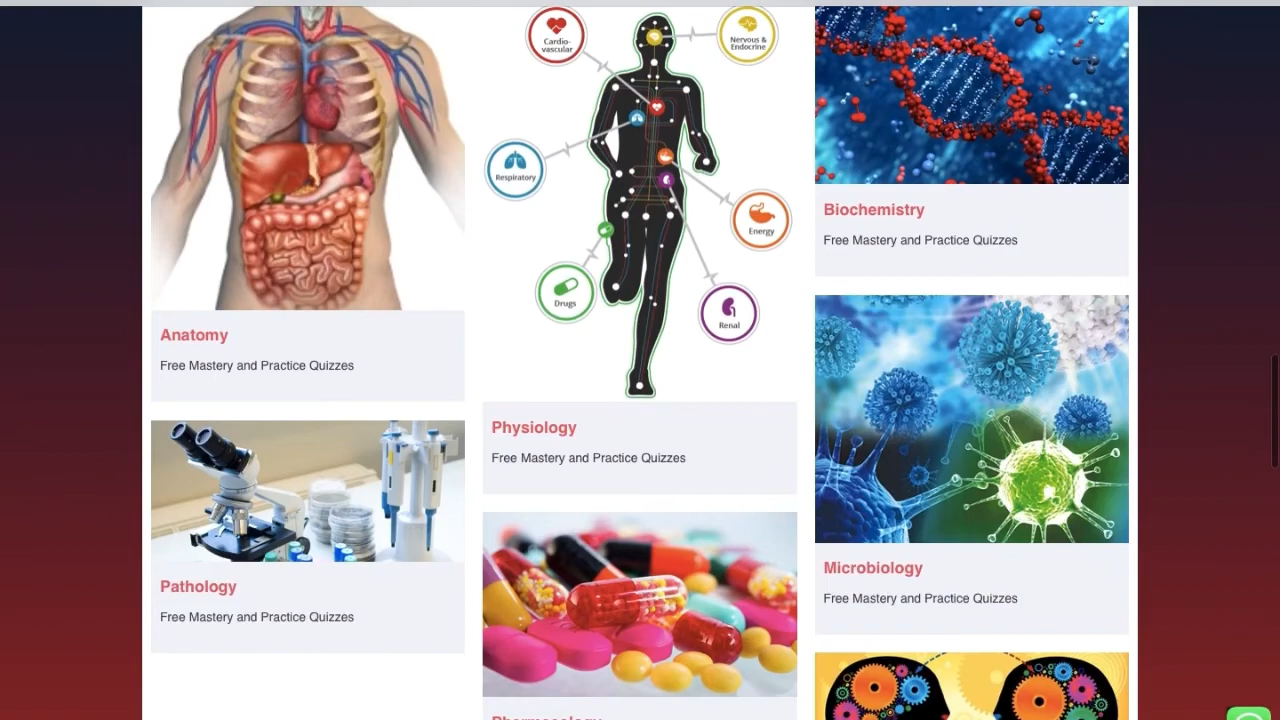 Anatomy
Free Mastery and Practice Quizzes
Pathology
Free Mastery and Practice Quizzes
Cardio-
vascular
Nervous &
Endocrine
Respiratory
Energy
Drugs
Renal
Physiology
Free Mastery and Practice Quizzes
Pharmacology
Biochemistry
Free Mastery and Practice Quizzes
Microbiology
Free Mastery and Practice Quizzes